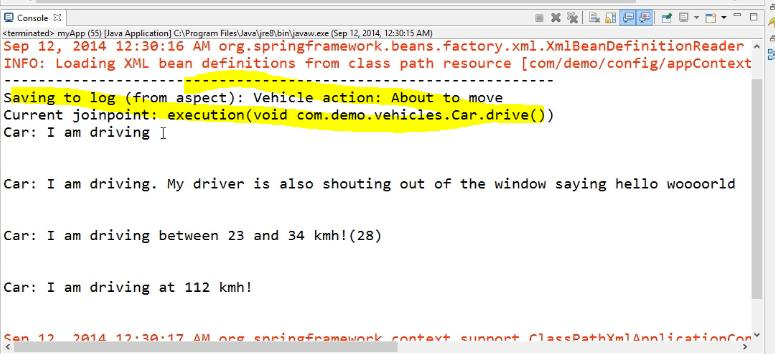 Console
<terminated> myApp (55) [Java Application] C:\Program Files\Java\jre8\bin\javaw.exe (Sep 12, 2014, 12:30:15 AM)
Sep 12, 2014 12:30:16 AM org.springframework.beans.factory.xml.XmlBeanDefinitionReader
INFO: Loading XML bean definitions from class path resource [com/demo/config/appContext
----------------------------------------------------------------------
Saving to log (from aspect): Vehicle action: About to move
Current joinpoint: execution(void com.demo.vehicles.Car.drive())
Car: I am driving
Car: I am driving. My driver is also shouting out of the window saying hello woooorld
Car: I am driving between 23 and 34 kmh!(28)
Car: I am driving at 112 kmh!
Sep 12, 2014 12:30:17 AM org.springframework.context.support.ClassPathXmlApplicationCon